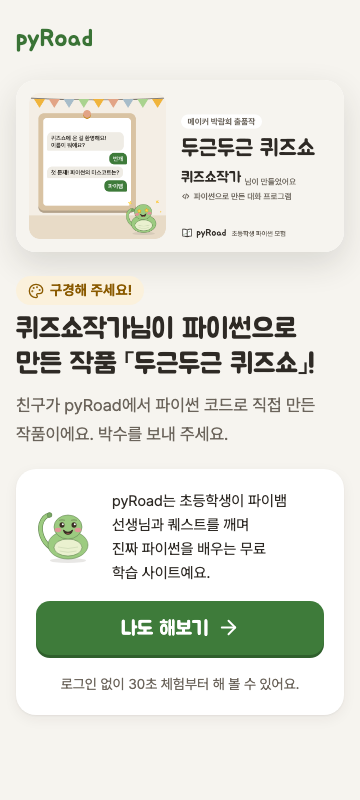 pyRoad
퀴즈쇼에 온 걸 환영해요!
이름이 뭐예요?
민재
첫 문제! 파이썬의 마스코트는?
파이뱀
메이커 박람회 출품작
두근두근 퀴즈쇼
퀴즈쇼작가 님이 만들었어요
</> 파이썬으로 만든 대화 프로그램
pyRoad 초등학생 파이썬 모험
구경해 주세요!
퀴즈쇼작가님이 파이썬으로
만든 작품 「두근두근 퀴즈쇼」!
친구가 pyRoad에서 파이썬 코드로 직접 만든
작품이에요. 박수를 보내 주세요.
pyRoad는 초등학생이 파이뱀
선생님과 퀘스트를 깨며
진짜 파이썬을 배우는 무료
학습 사이트예요.
나도 해보기 →
로그인 없이 30초 체험부터 해 볼 수 있어요.